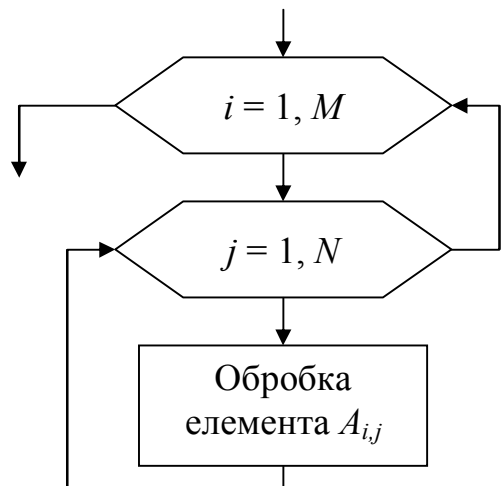 i = 1, M
j = 1, N
Обробка
елемента Ai,j